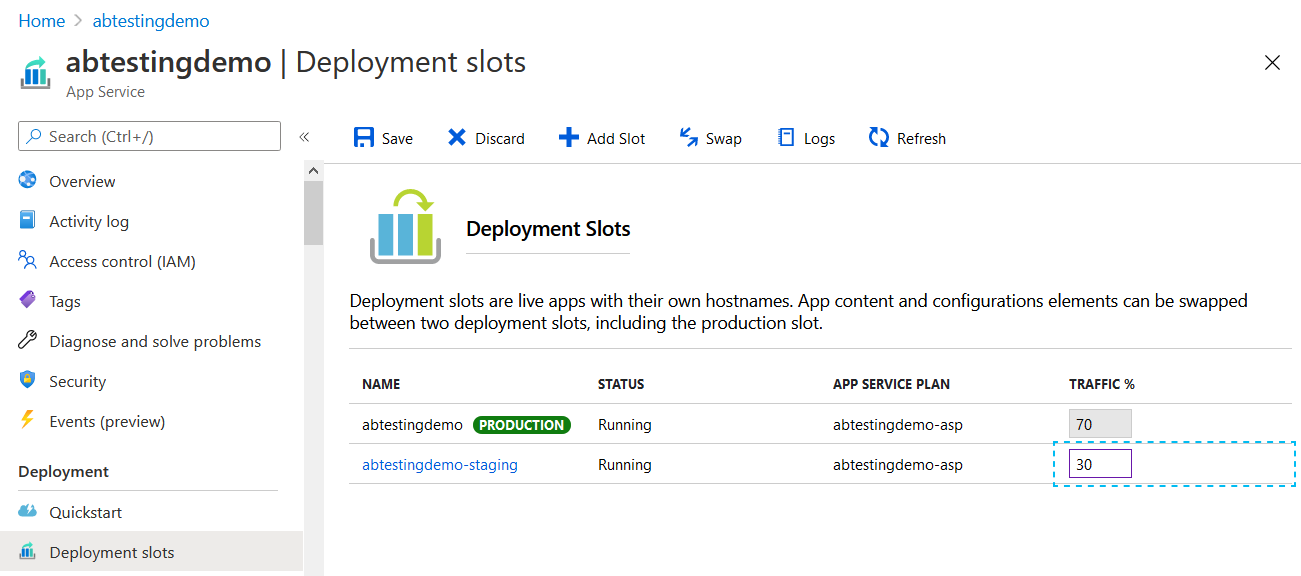 Home > abtestingdemo
abtestingdemo | Deployment slots
App Service
Search (Ctrl+/)
«
Overview
Activity log
Access control (IAM)
Tags
Diagnose and solve problems
Security
Events (preview)
Deployment
Quickstart
Deployment slots
Save Discard Add Slot Swap Logs Refresh
Deployment Slots
Deployment slots are live apps with their own hostnames. App content and configurations elements can be swapped
between two deployment slots, including the production slot.
NAME STATUS APP SERVICE PLAN TRAFFIC %
abtestingdemo PRODUCTION Running abtestingdemo-asp 70
abtestingdemo-staging Running abtestingdemo-asp 30